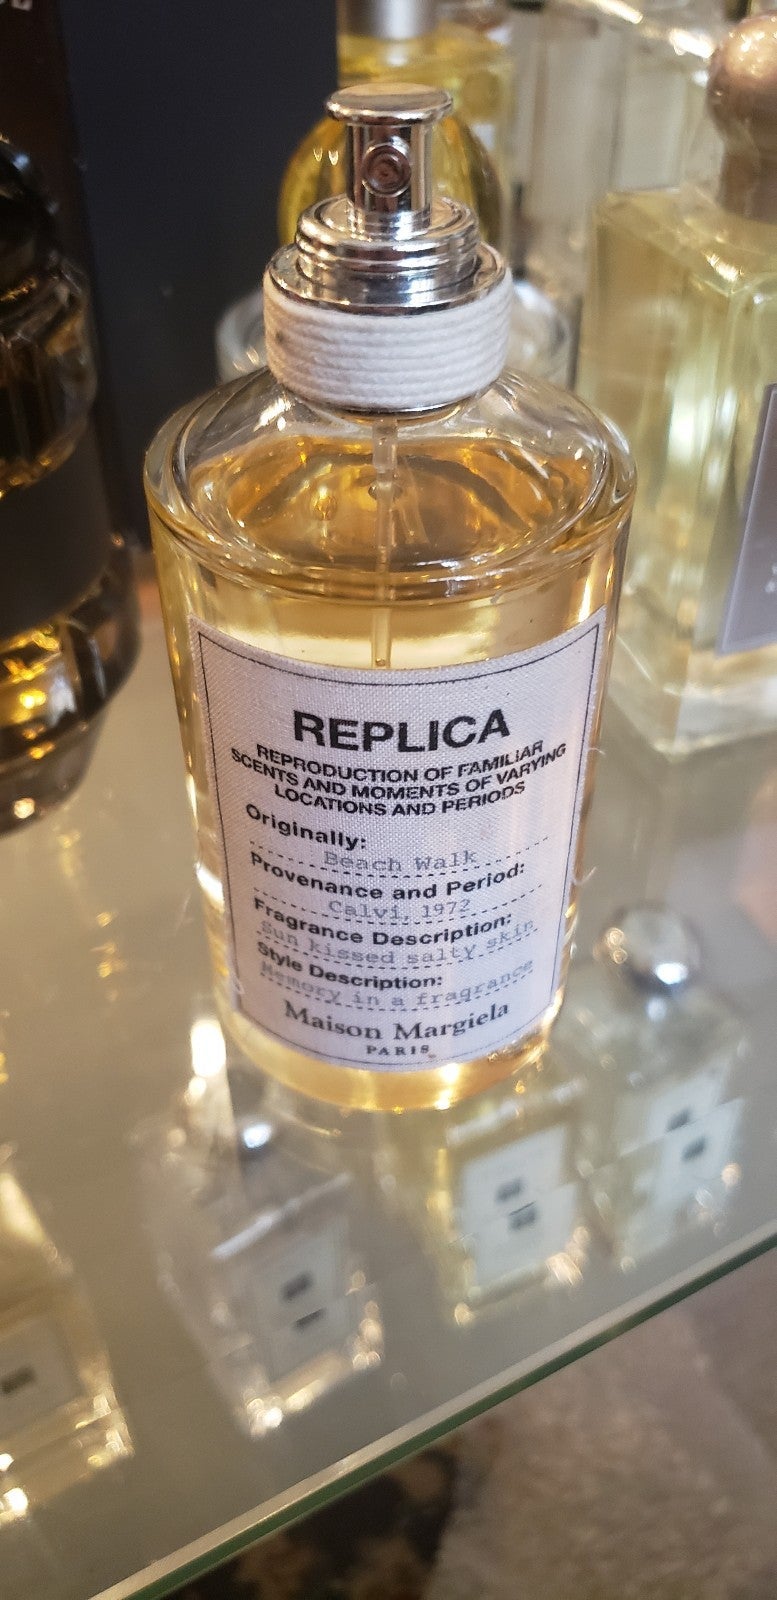 REPLICA
REPRODUCTION OF FAMILIAR
SCENTS AND MOMENTS OF VARYING
LOCATIONS AND PERIODS
Originally:
Beach Walk
Provenance and Period:
Calvi, 1972
Fragrance Description:
Sun kissed salty skin
Style Description:
Memory in a fragrance
Maison Margiela
PARIS